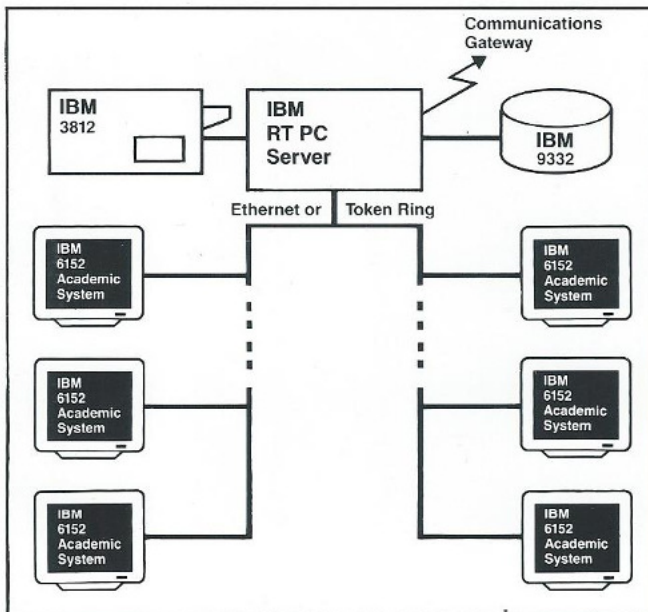 Communications
Gateway
IBM
3812
IBM
RT PC
Server
IBM
9332
Ethernet or Token Ring
IBM
6152
Academic
System
IBM
6152
Academic
System
IBM
6152
Academic
System
IBM
6152
Academic
System
IBM
6152
Academic
System
IBM
6152
Academic
System